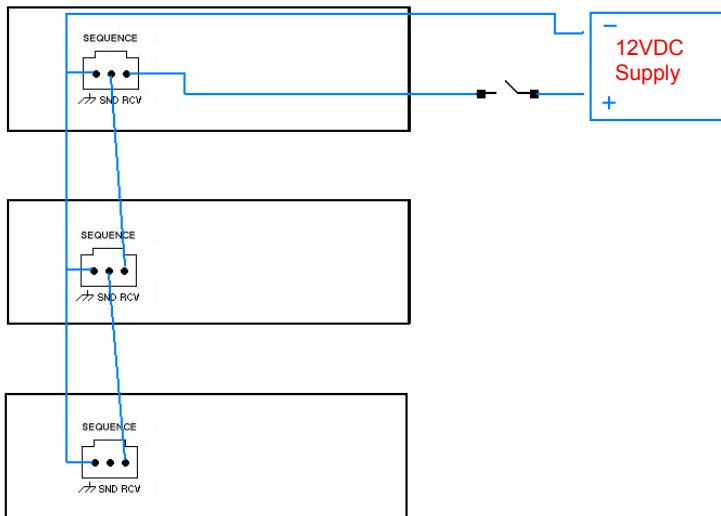 SEQUENCE
SND RCV
−
12VDC
Supply
+
SEQUENCE
SND RCV
SEQUENCE
SND RCV